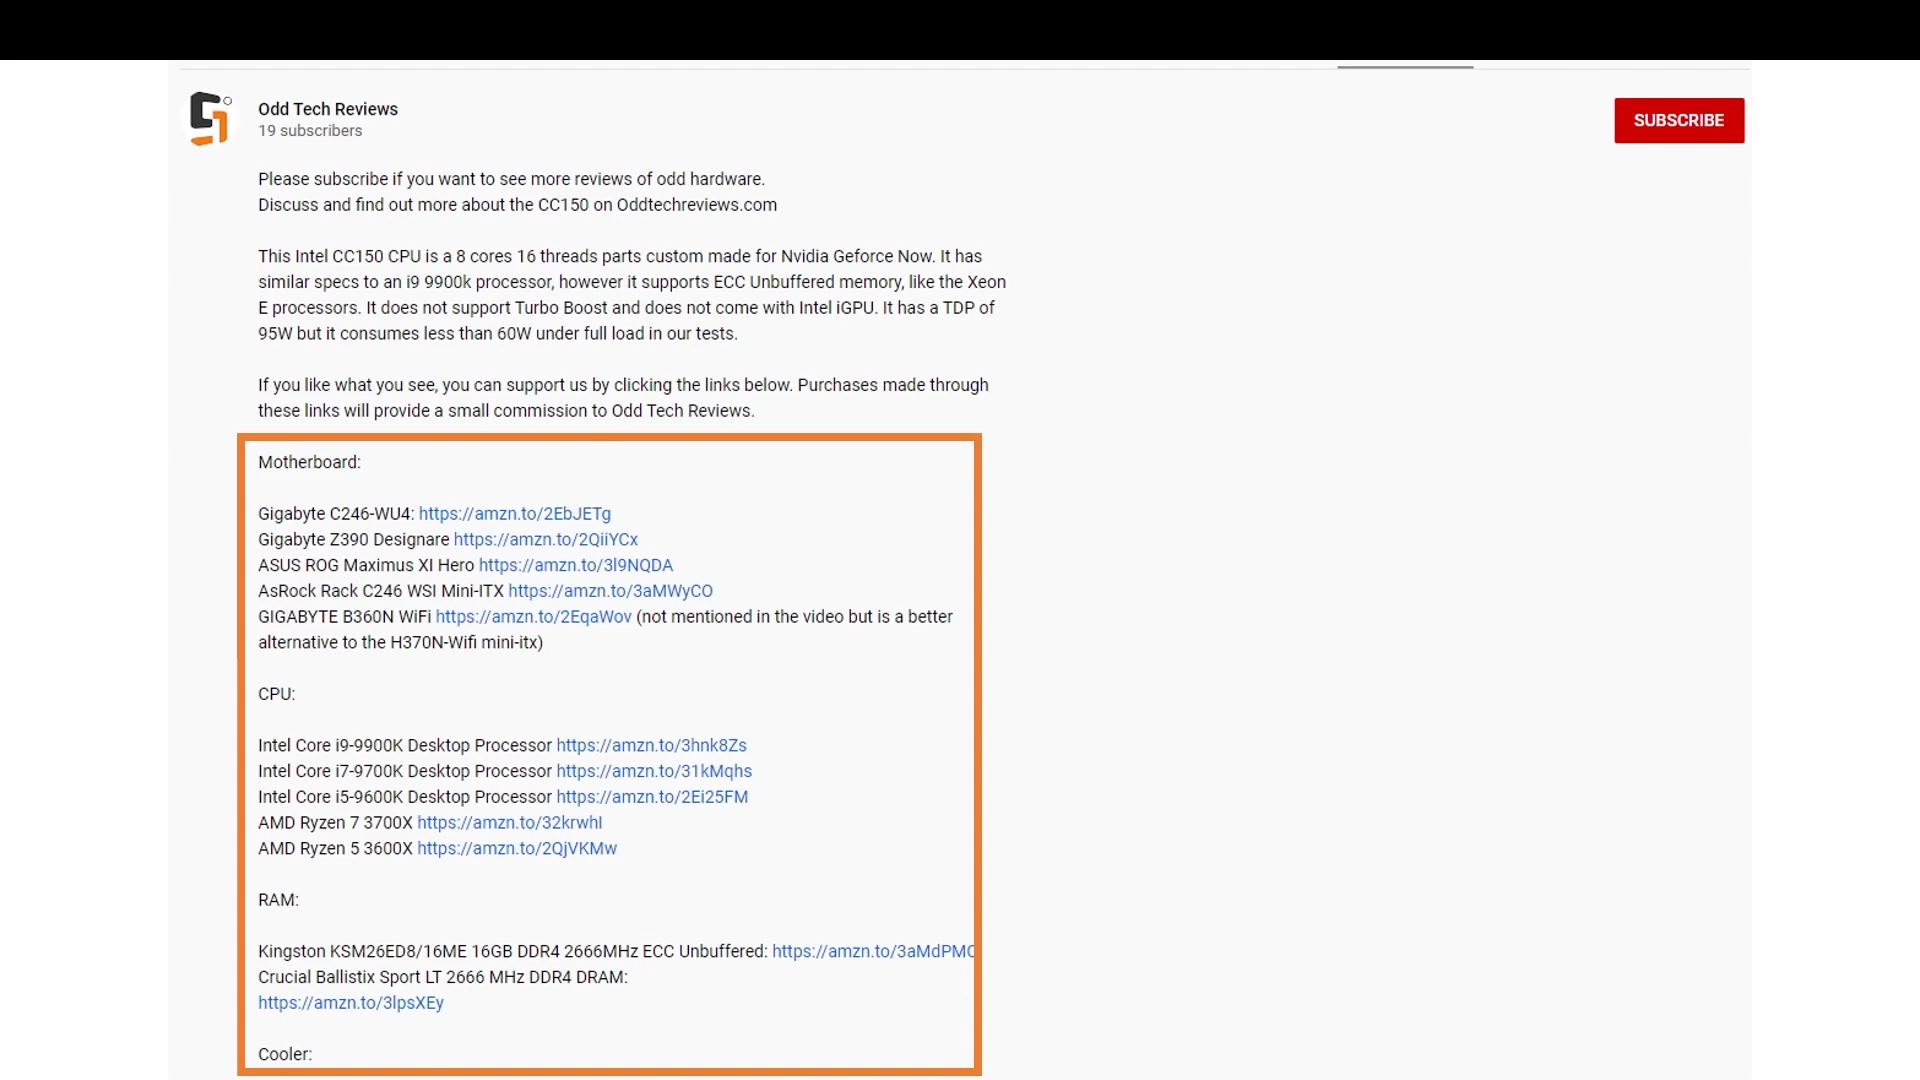 Odd Tech Reviews
19 subscribers
SUBSCRIBE
Please subscribe if you want to see more reviews of odd hardware.
Discuss and find out more about the CC150 on Oddtechreviews.com
This Intel CC150 CPU is a 8 cores 16 threads parts custom made for Nvidia Geforce Now. It has
similar specs to an i9 9900k processor, however it supports ECC Unbuffered memory, like the Xeon
E processors. It does not support Turbo Boost and does not come with Intel iGPU. It has a TDP of
95W but it consumes less than 60W under full load in our tests.
If you like what you see, you can support us by clicking the links below. Purchases made through
these links will provide a small commission to Odd Tech Reviews.
Motherboard:
Gigabyte C246-WU4: https://amzn.to/2EbJETg
Gigabyte Z390 Designare https://amzn.to/2QiiYCx
ASUS ROG Maximus XI Hero https://amzn.to/3l9NQDA
AsRock Rack C246 WSI Mini-ITX https://amzn.to/3aMWyCO
GIGABYTE B360N WiFi https://amzn.to/2EqaWov (not mentioned in the video but is a better
alternative to the H370N-Wifi mini-itx)
CPU:
Intel Core i9-9900K Desktop Processor https://amzn.to/3hnk8Zs
Intel Core i7-9700K Desktop Processor https://amzn.to/31kMqhs
Intel Core i5-9600K Desktop Processor https://amzn.to/2Ei25FM
AMD Ryzen 7 3700X https://amzn.to/32krwhI
AMD Ryzen 5 3600X https://amzn.to/2QjVKMw
RAM:
Kingston KSM26ED8/16ME 16GB DDR4 2666MHz ECC Unbuffered:
Crucial Ballistix Sport LT 2666 MHz DDR4 DRAM:
https://amzn.to/3lpsXEy
Cooler: